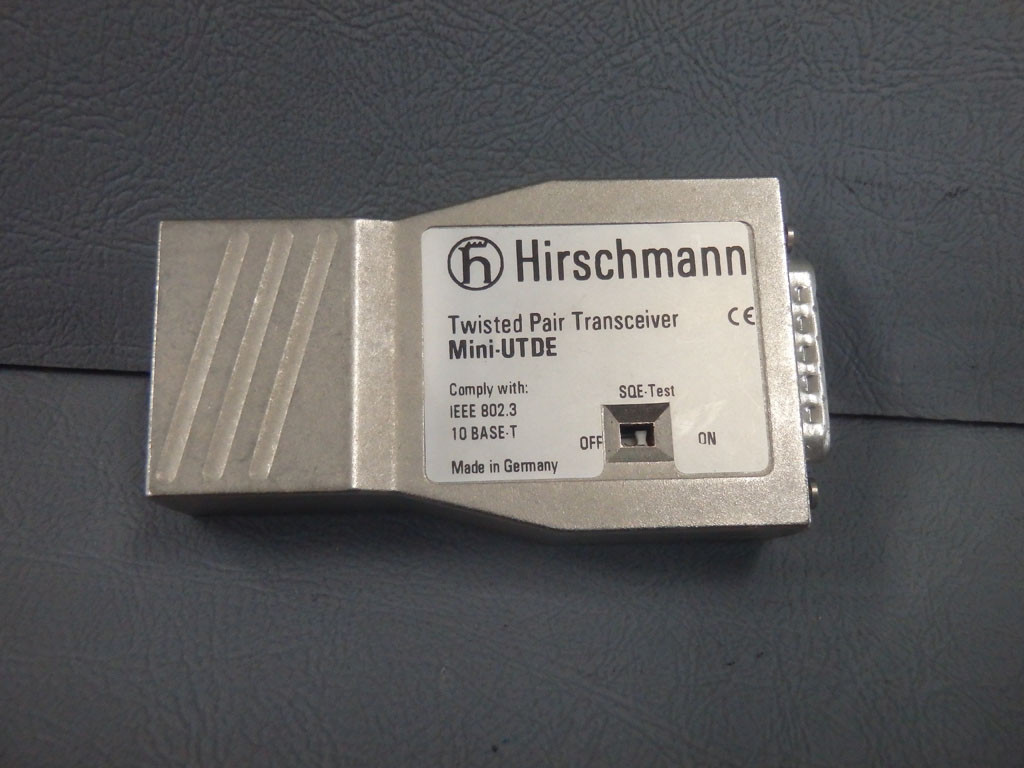 Hirschmann
Twisted Pair Transceiver
CE
Mini-UTDE
Comply with:
IEEE 802.3
10 BASE-T
SQE-Test
OFF
ON
Made in Germany